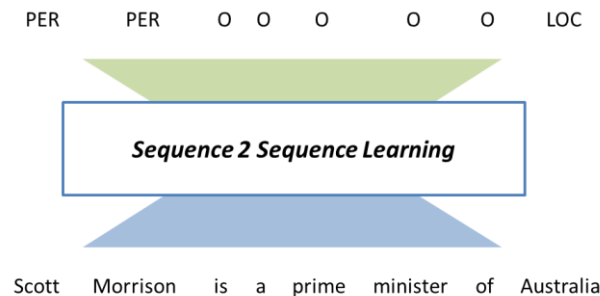 PER PER O O O O O LOC
Sequence 2 Sequence Learning
Scott Morrison is a prime minister of Australia